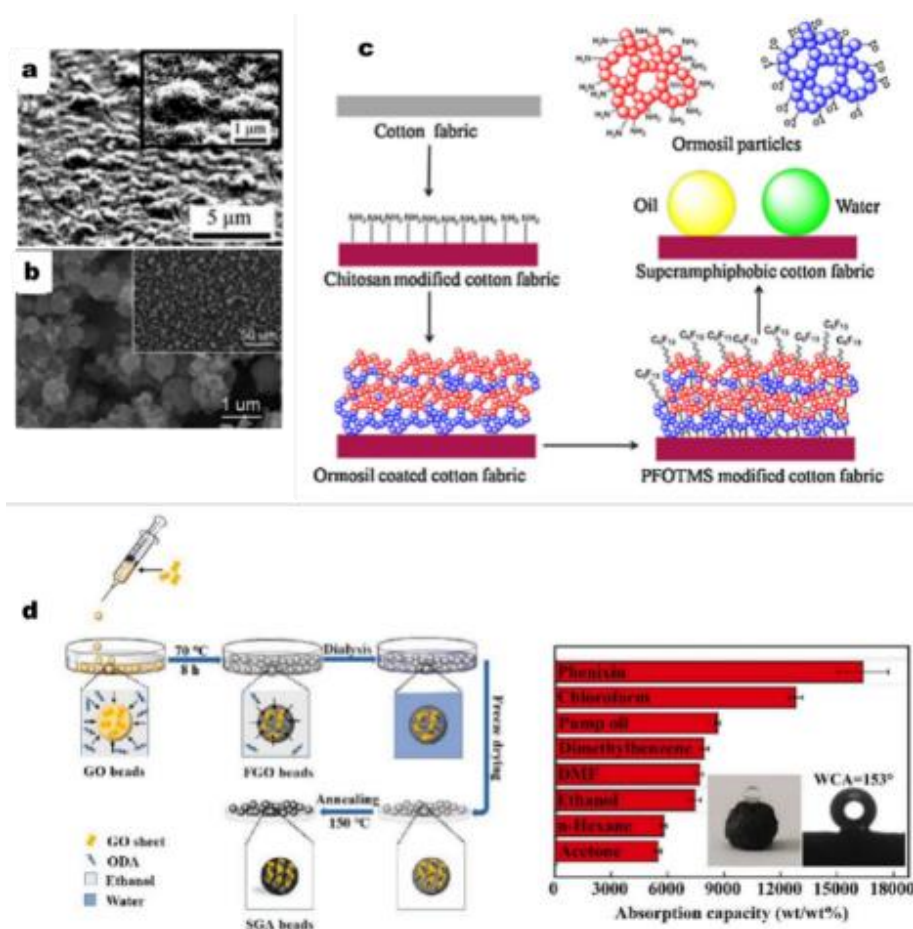 a
1 µm
5 µm
b
50 um
1 um
c
Cotton fabric
Chitosan modified cotton fabric
Ormosil coated cotton fabric
Ormosil particles
Oil
Water
Superamphiphobic cotton fabric
PFOTMS modified cotton fabric
d
70 °C
8 h
Dialysis
Freeze drying
GO beads
FGO beads
Annealing
150 °C
SGA beads
GO sheet
ODA
Ethanol
Water
Phenixin
Chloroform
Pump oil
Dimethylbenzene
DMF
Ethanol
n-Hexane
Acetone
WCA=153°
0 3000 6000 9000 12000 15000 18000
Absorption capacity (wt/wt%)